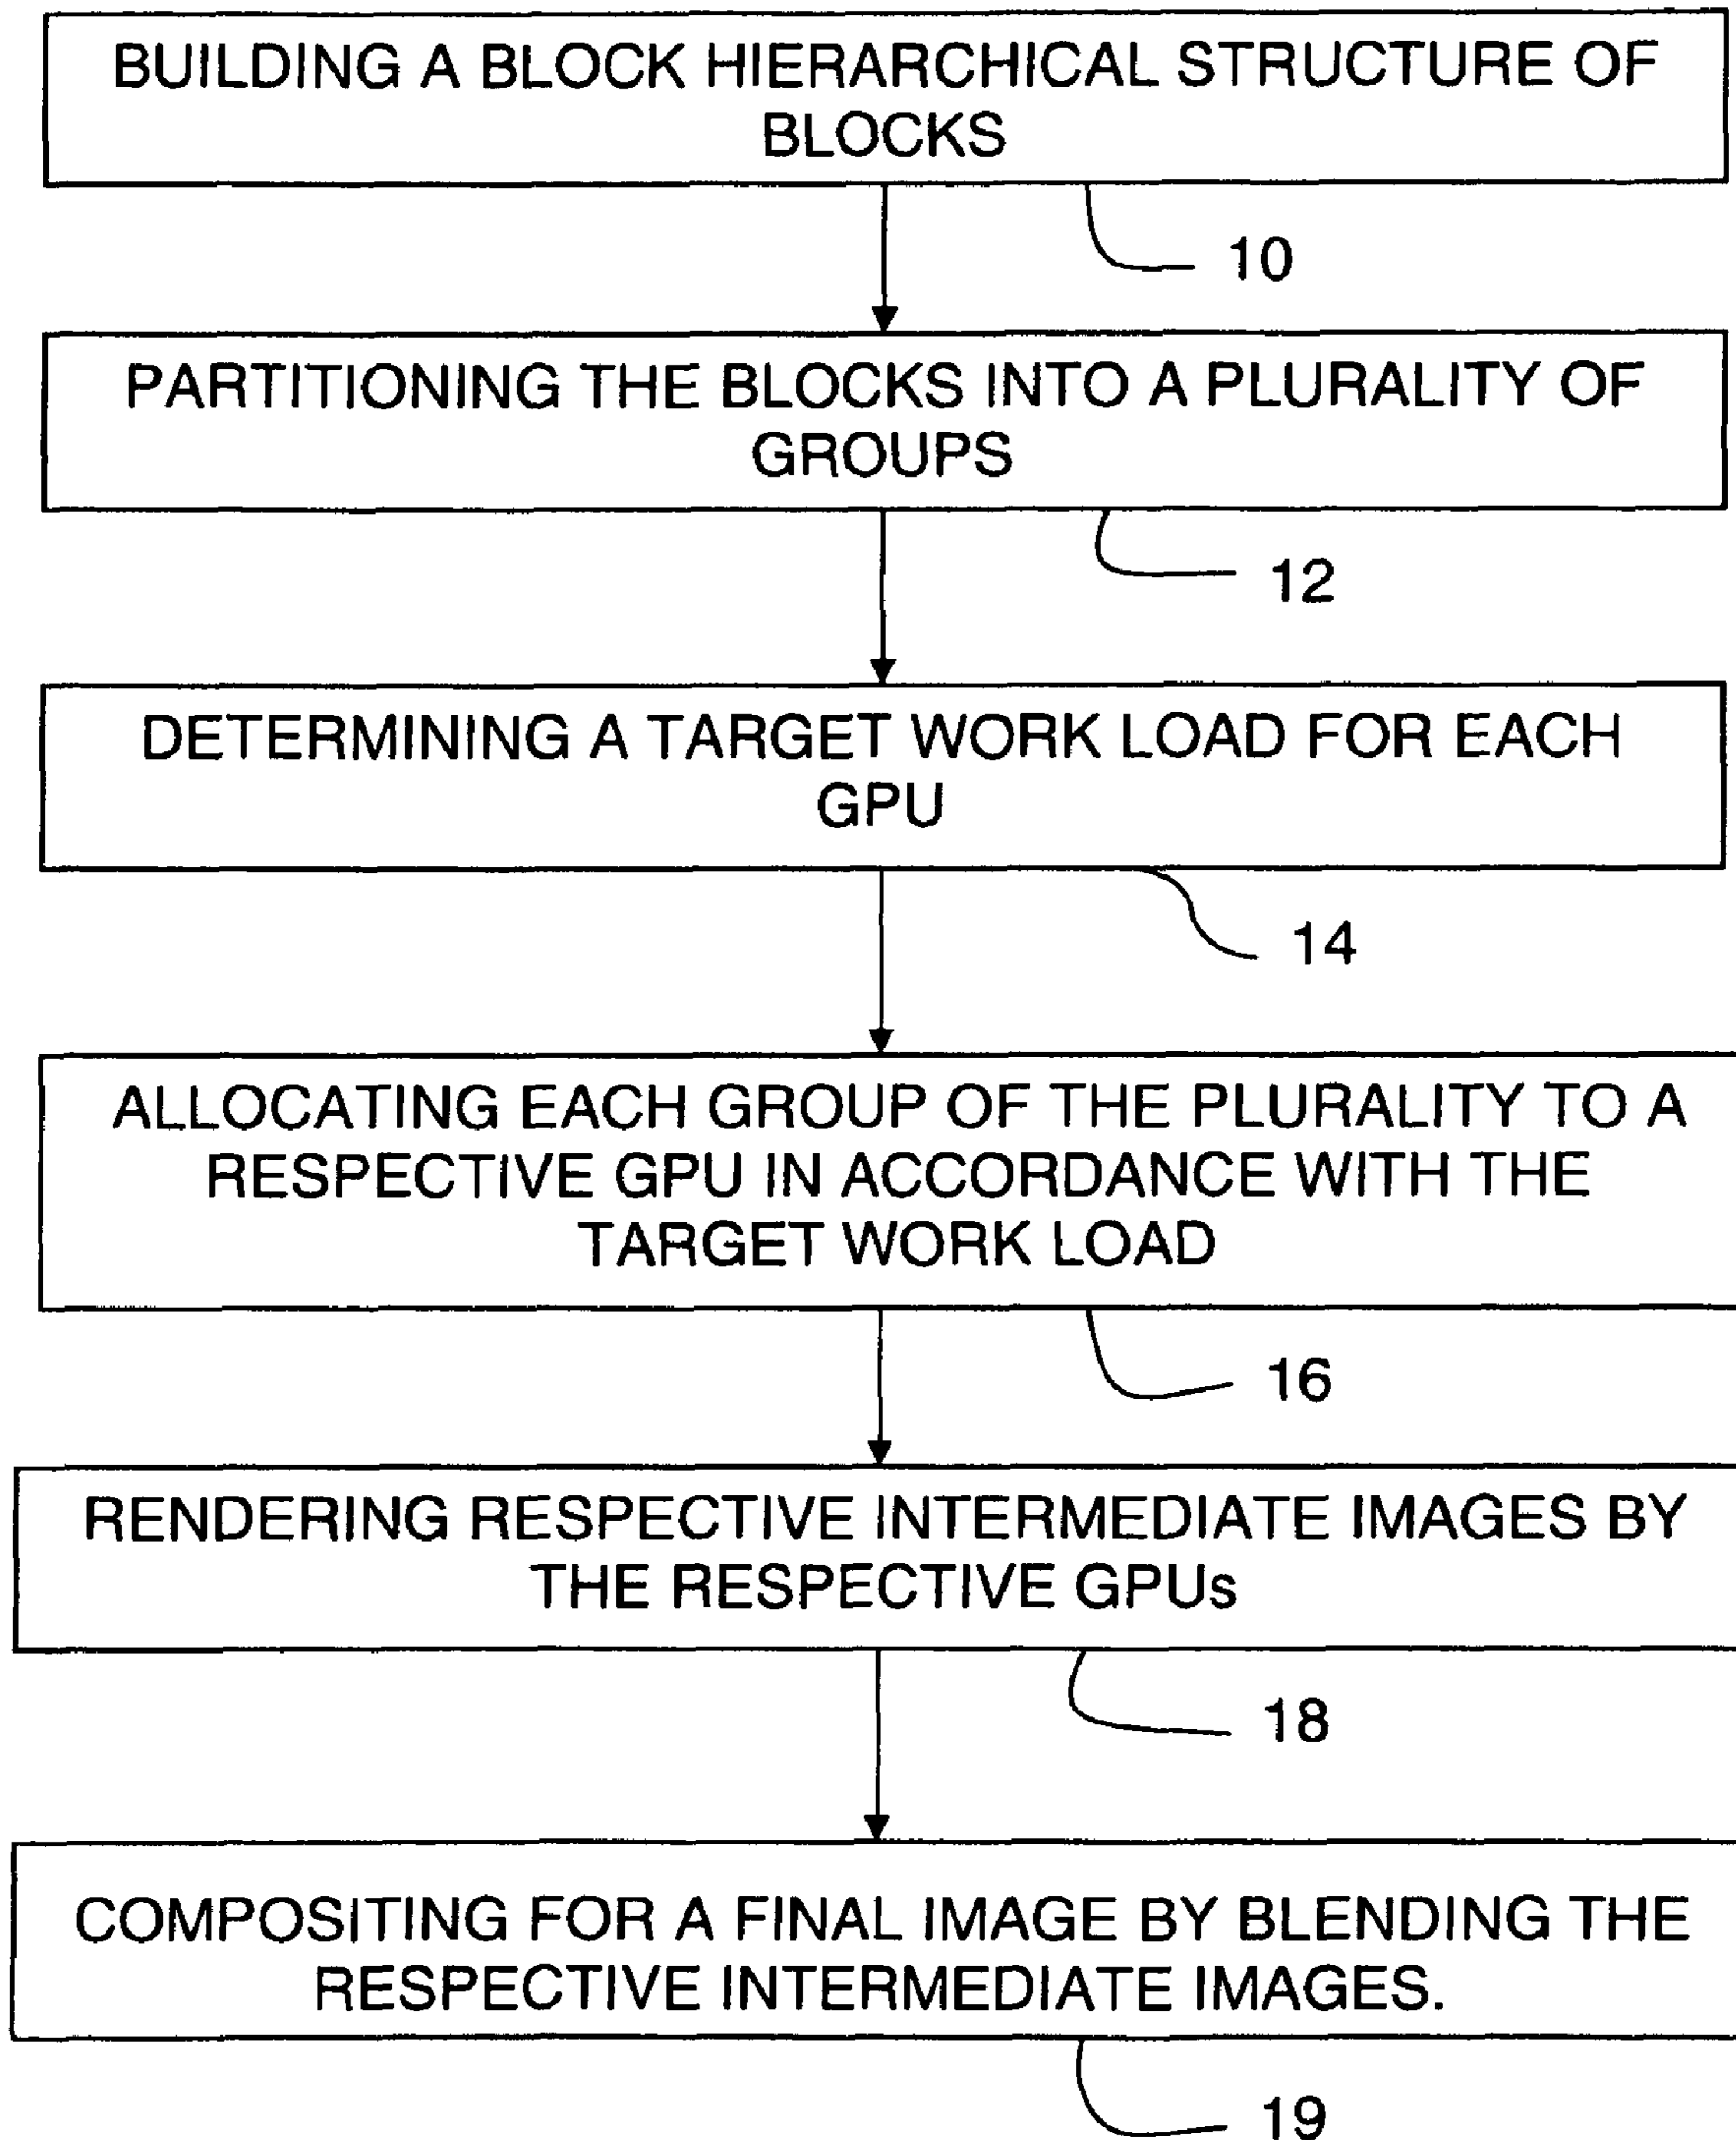 BUILDING A BLOCK HIERARCHICAL STRUCTURE OF
BLOCKS
10
PARTITIONING THE BLOCKS INTO A PLURALITY OF
GROUPS
12
DETERMINING A TARGET WORK LOAD FOR EACH
GPU
14
ALLOCATING EACH GROUP OF THE PLURALITY TO A
RESPECTIVE GPU IN ACCORDANCE WITH THE
TARGET WORK LOAD
16
RENDERING RESPECTIVE INTERMEDIATE IMAGES BY
THE RESPECTIVE GPUs
18
COMPOSITING FOR A FINAL IMAGE BY BLENDING THE
RESPECTIVE INTERMEDIATE IMAGES.
19